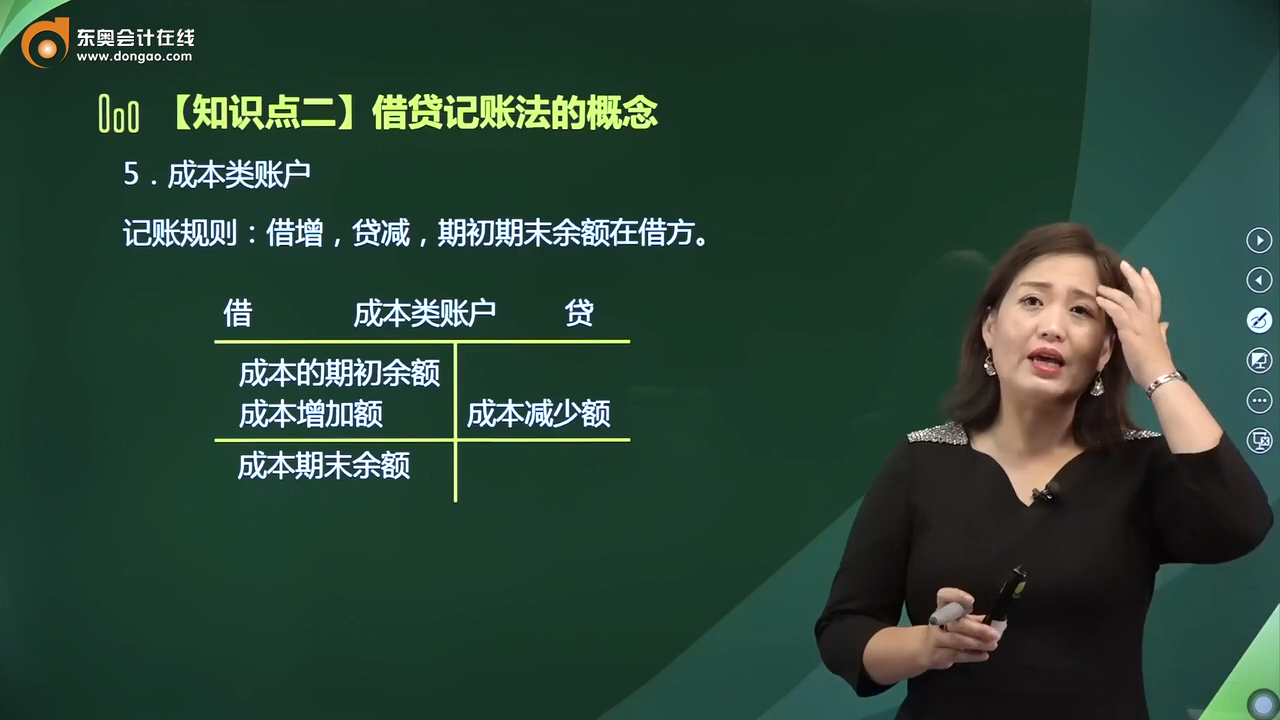 东奥会计在线
www.dongao.com
【知识点二】借贷记账法的概念
5．成本类账户
记账规则：借增，贷减，期初期末余额在借方。
借 成本类账户 贷
成本的期初余额
成本增加额 成本减少额
成本期末余额